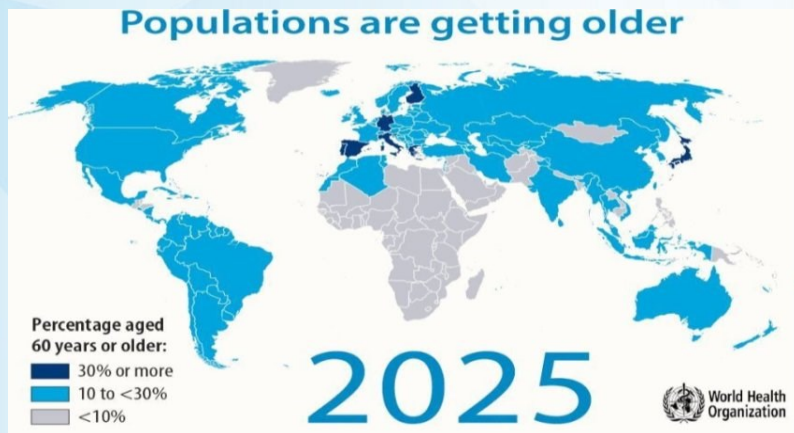 Populations are getting older
Percentage aged
60 years or older:
30% or more
10 to <30%
<10%
2025
World Health
Organization